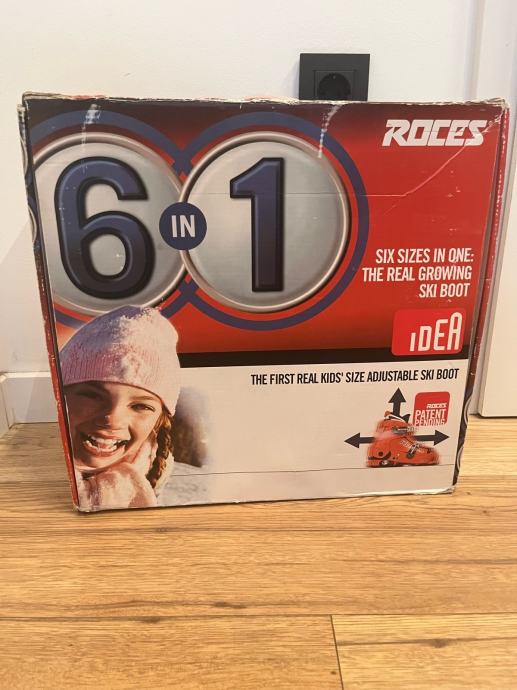 ROCES
6 IN 1
SIX SIZES IN ONE:
THE REAL GROWING
SKI BOOT
IDEA
THE FIRST REAL KIDS' SIZE ADJUSTABLE SKI BOOT
ROCES
PATENT
PENDING